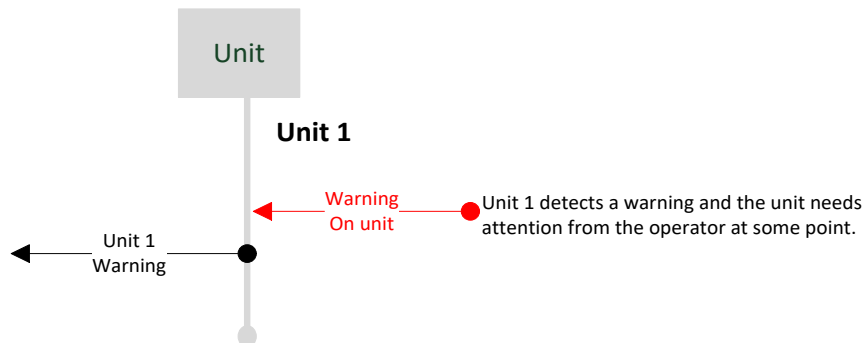 Unit
Unit 1
Warning
On unit
Unit 1 detects a warning and the unit needs
attention from the operator at some point.
Unit 1
Warning